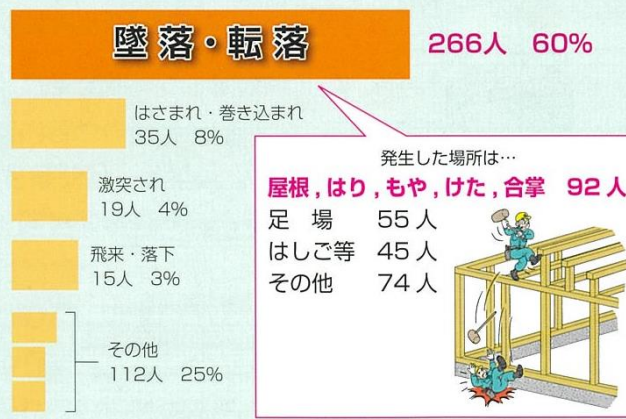 墜落・転落
266人 60%
はさまれ・巻き込まれ
35人 8%
激突され
19人 4%
飛来・落下
15人 3%
その他
112人 25%
発生した場所は…
屋根，はり，もや，けた，合掌 92人
足 場 55人
はしご等 45人
その他 74人